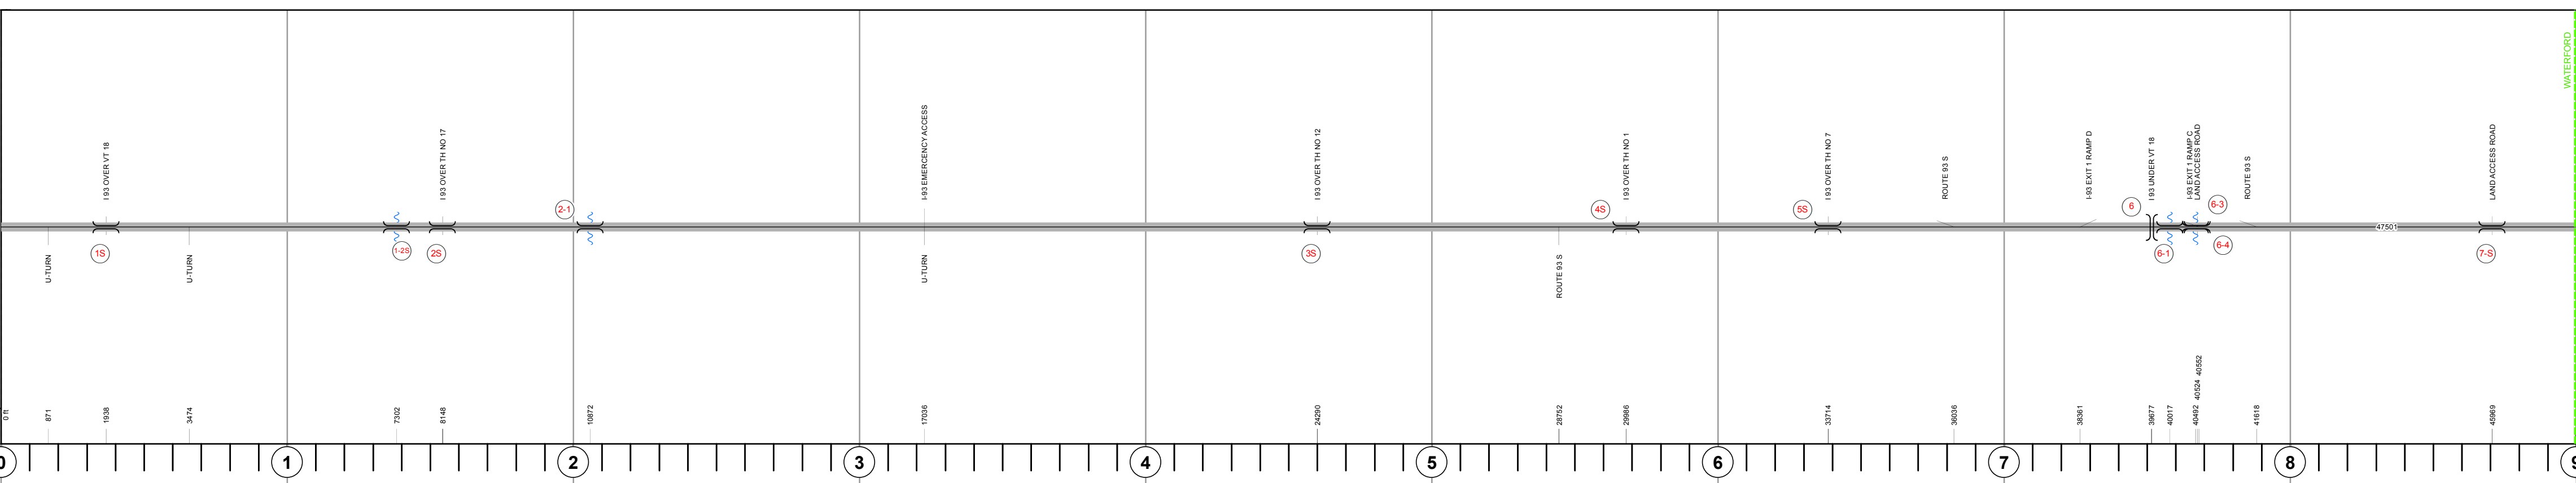 WATERFORD
I 93 OVER VT 18
I 93 OVER TH NO 17
I-93 EMERCENCY ACCESS
I 93 OVER TH NO 12
I 93 OVER TH NO 1
I 93 OVER TH NO 7
ROUTE 93 S
I-93 EXIT 1 RAMP D
I 93 UNDER VT 18
I-93 EXIT 1 RAMP C
LAND ACCESS ROAD
ROUTE 93 S
LAND ACCESS ROAD
2-1
4S
5S
6
6-3
47501
1S
1-2S
2S
3S
6-1
6-4
7-S
U-TURN
U-TURN
U-TURN
ROUTE 93 S
0 ft
871
1938
3474
7302
8148
10872
17036
24290
28752
29986
33714
36036
38361
39677
40017
40492
40524
40552
41618
45969
0
1
2
3
4
5
6
7
8
9